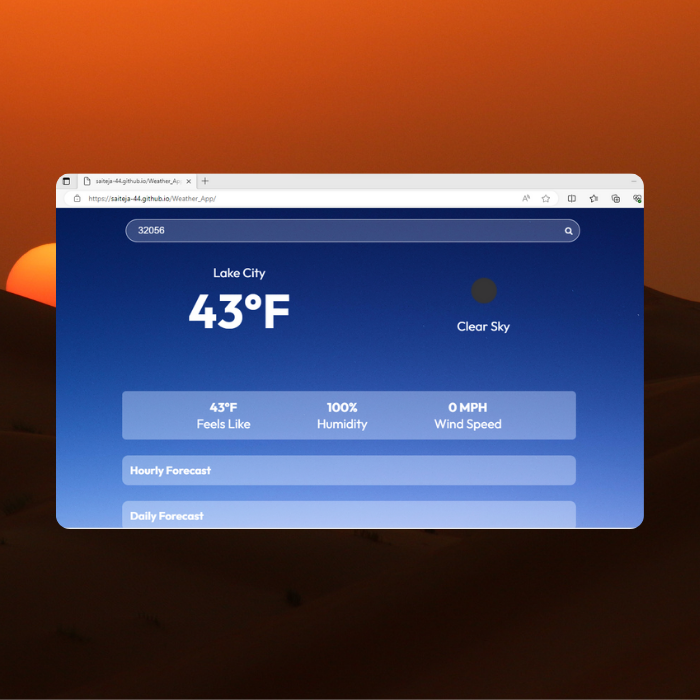 saiteja-44.github.io/Weather_Ap
https://saiteja-44.github.io/Weather_App/
32056
Lake City
43°F
Clear Sky
43°F 100% 0 MPH
Feels Like Humidity Wind Speed
Hourly Forecast
Daily Forecast